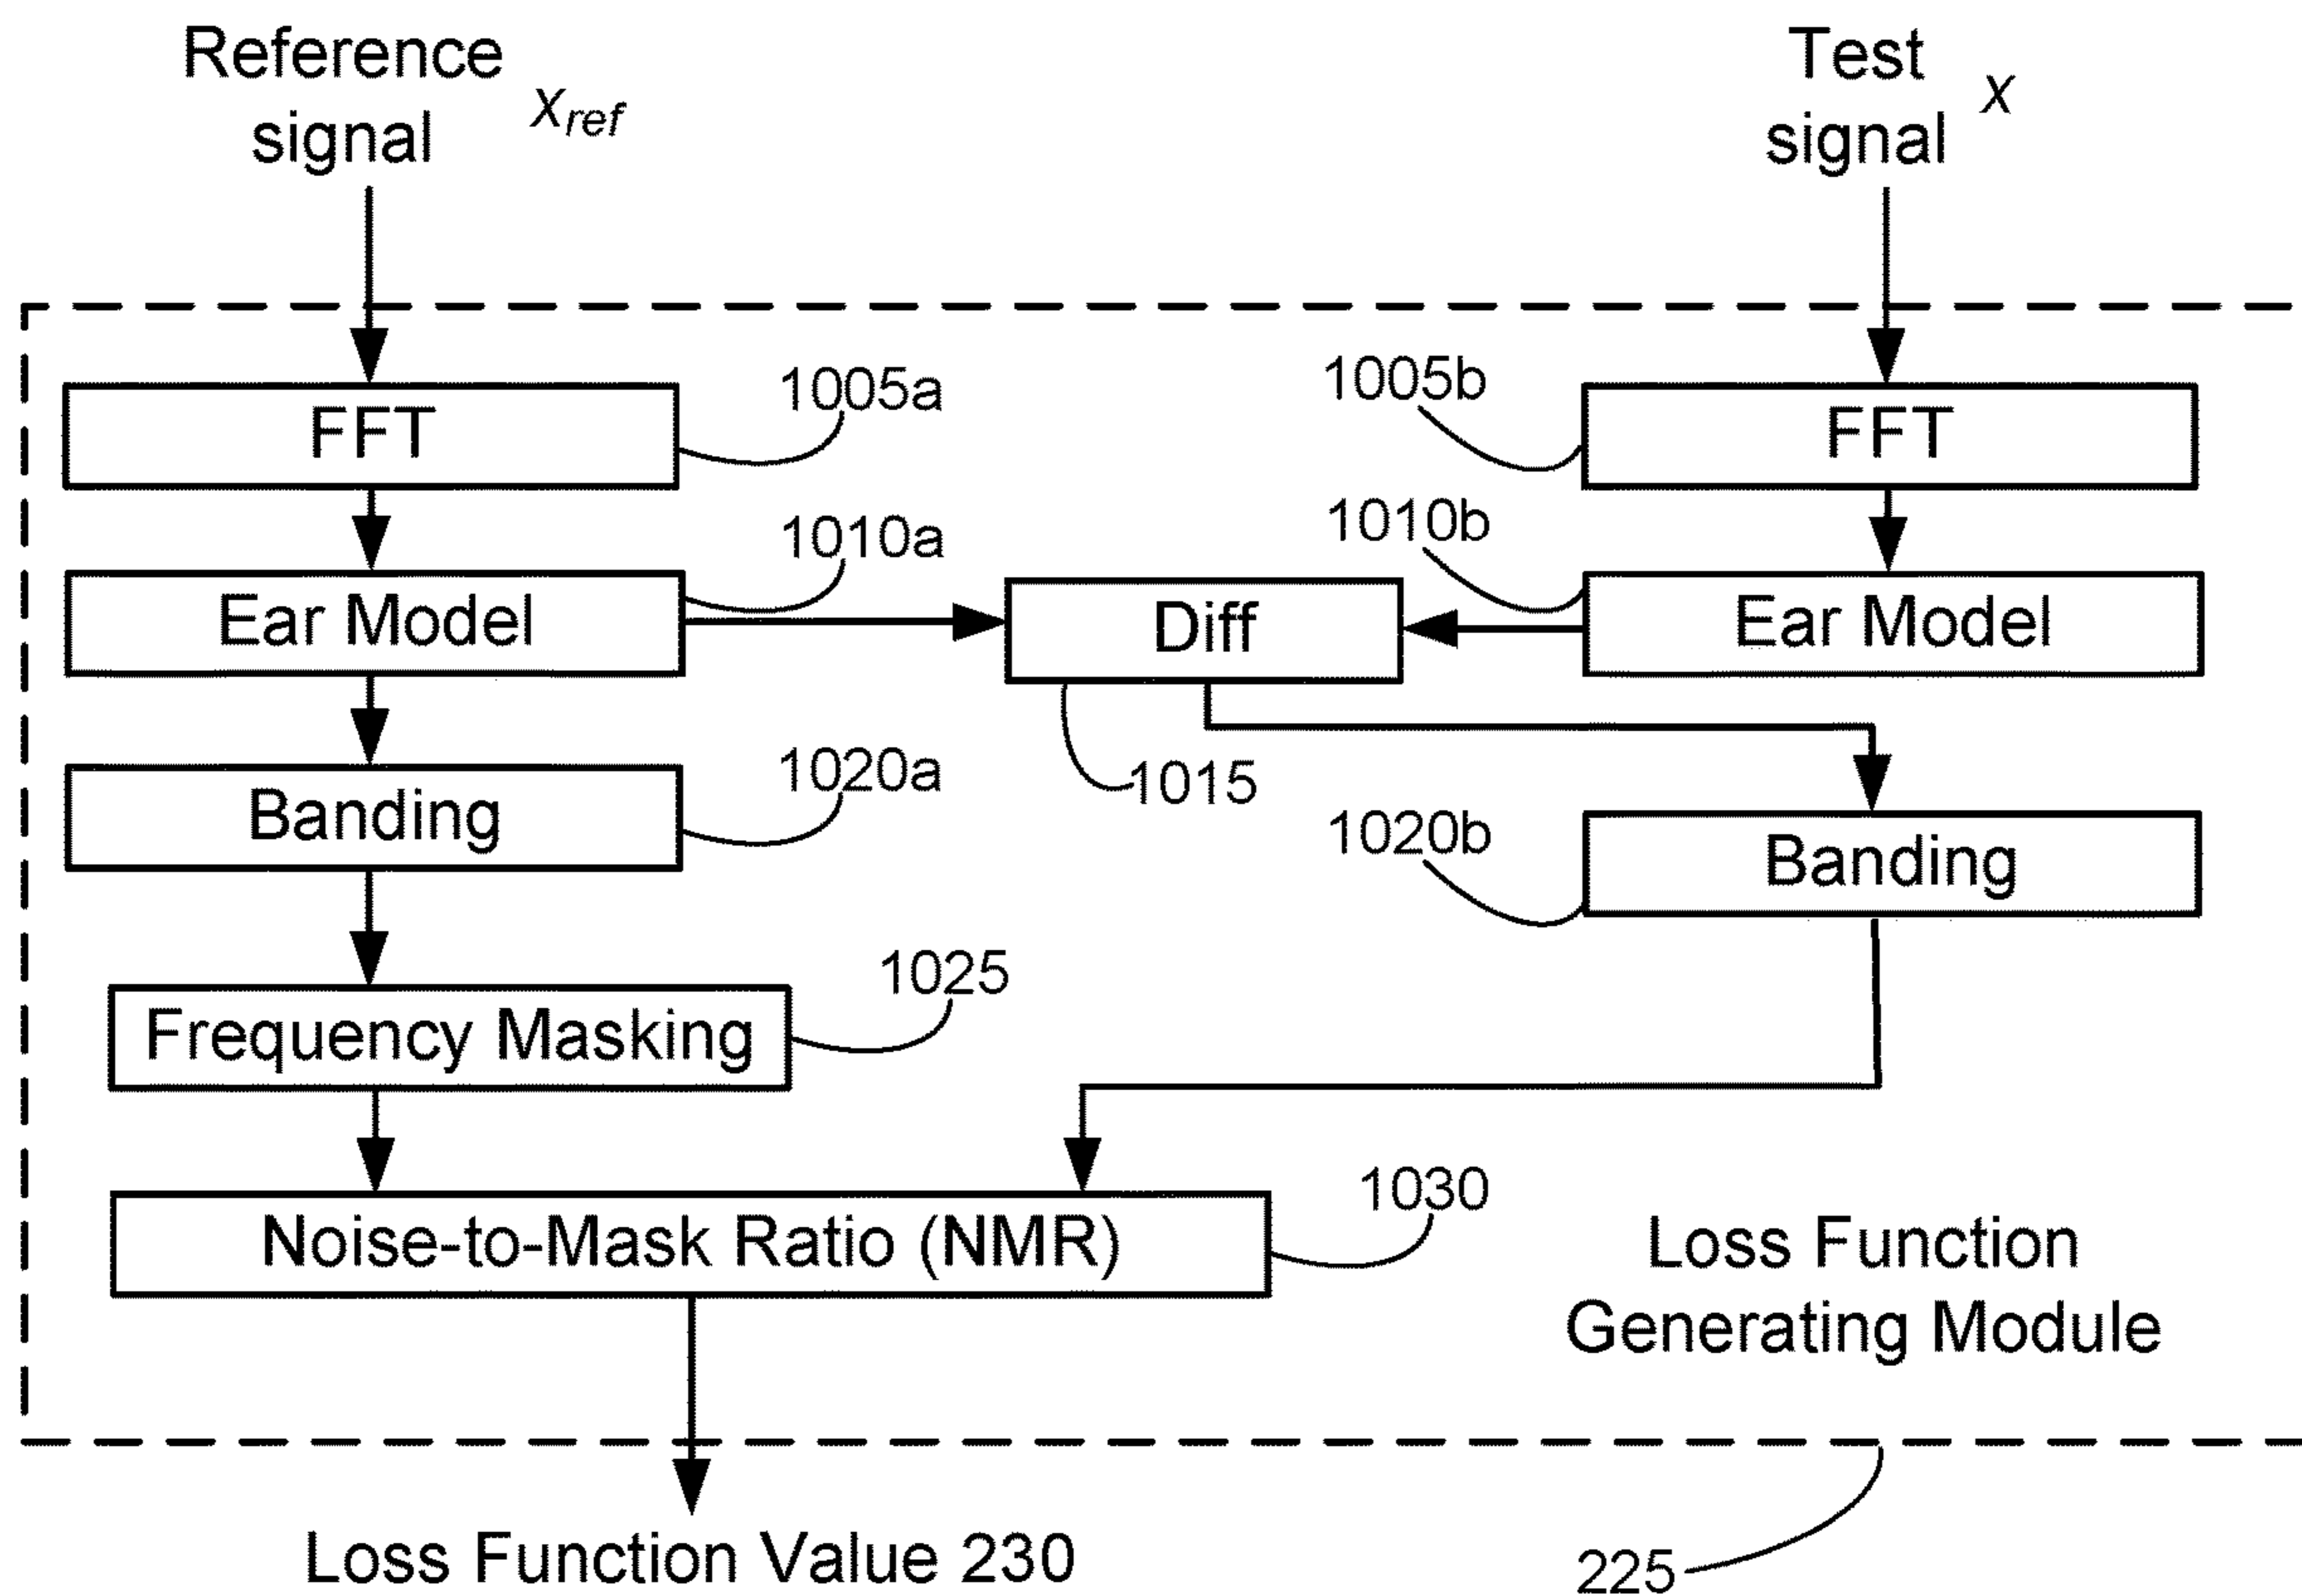 Reference
signal x_ref
Test
signal x
FFT
1005a
1005b
FFT
Ear Model
1010a
Diff
1010b
Ear Model
Banding
1020a
1015
1020b
Banding
Frequency Masking
1025
Noise-to-Mask Ratio (NMR)
1030
Loss Function
Generating Module
Loss Function Value 230
225